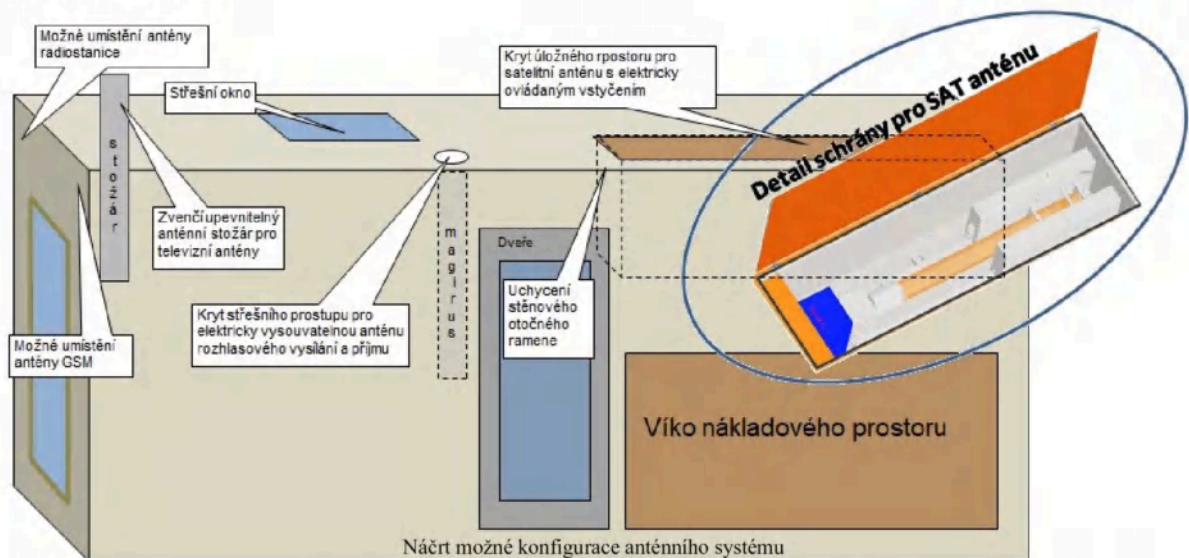 Možné umístění antény
radiostanice
Střešní okno
Kryt úložného rpostoru pro
satelitní anténu s elektricky
ovládaným vstyčením
Detail schrány pro SAT anténu
stožár
Zvenčí upevnitelný
anténní stožár pro
televizní antény
magirus
Dveře
Kryt střešního prostupu pro
elektricky vysouvatelnou anténu
rozhlasového vysílání a příjmu
Uchycení
stěnového
otočného
ramene
Možné umístění
antény GSM
Víko nákladového prostoru
Náčrt možné konfigurace anténního systému